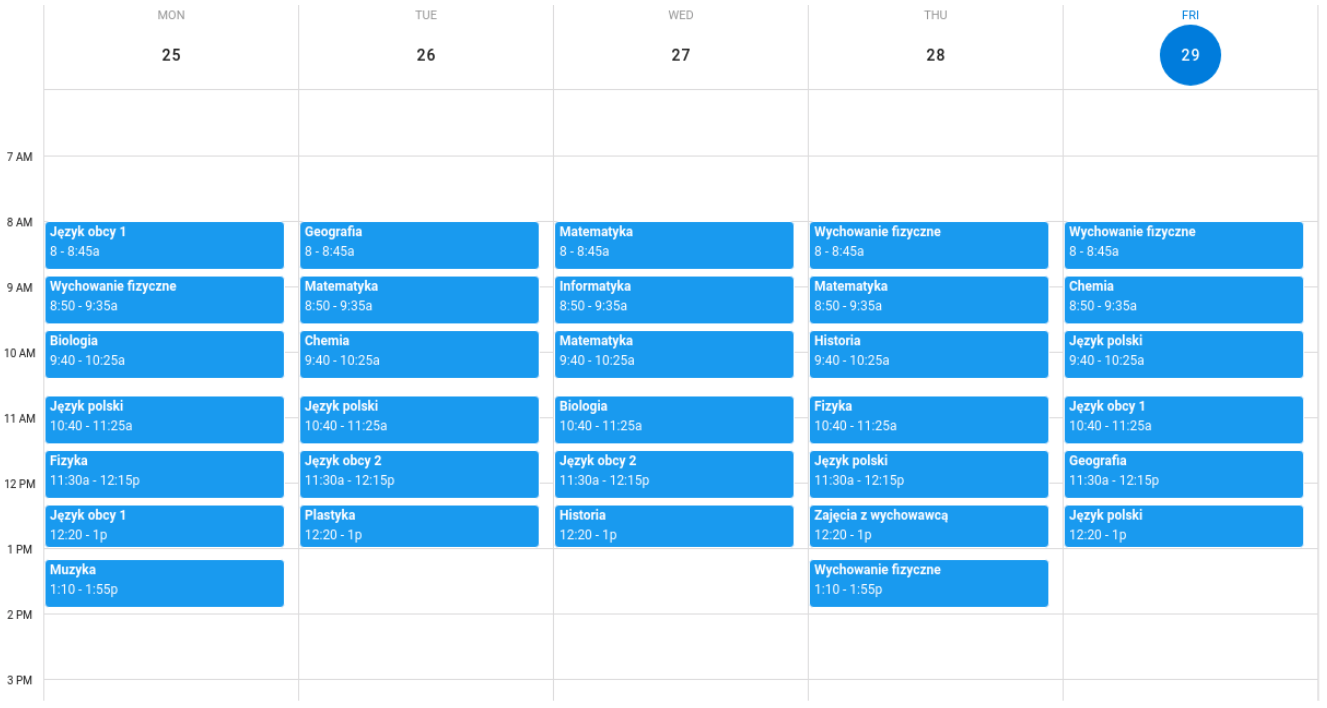 MON
TUE
WED
THU
FRI
25
26
27
28
29
7 AM
8 AM
9 AM
10 AM
11 AM
12 PM
1 PM
2 PM
3 PM
Język obcy 1
8 - 8:45a
Wychowanie fizyczne
8:50 - 9:35a
Biologia
9:40 - 10:25a
Język polski
10:40 - 11:25a
Fizyka
11:30a - 12:15p
Język obcy 1
12:20 - 1p
Muzyka
1:10 - 1:55p
Geografia
8 - 8:45a
Matematyka
8:50 - 9:35a
Chemia
9:40 - 10:25a
Język polski
10:40 - 11:25a
Język obcy 2
11:30a - 12:15p
Plastyka
12:20 - 1p
Matematyka
8 - 8:45a
Informatyka
8:50 - 9:35a
Matematyka
9:40 - 10:25a
Biologia
10:40 - 11:25a
Język obcy 2
11:30a - 12:15p
Historia
12:20 - 1p
Wychowanie fizyczne
8 - 8:45a
Matematyka
8:50 - 9:35a
Historia
9:40 - 10:25a
Fizyka
10:40 - 11:25a
Język polski
11:30a - 12:15p
Zajęcia z wychowawcą
12:20 - 1p
Wychowanie fizyczne
1:10 - 1:55p
Wychowanie fizyczne
8 - 8:45a
Chemia
8:50 - 9:35a
Język polski
9:40 - 10:25a
Język obcy 1
10:40 - 11:25a
Geografia
11:30a - 12:15p
Język polski
12:20 - 1p